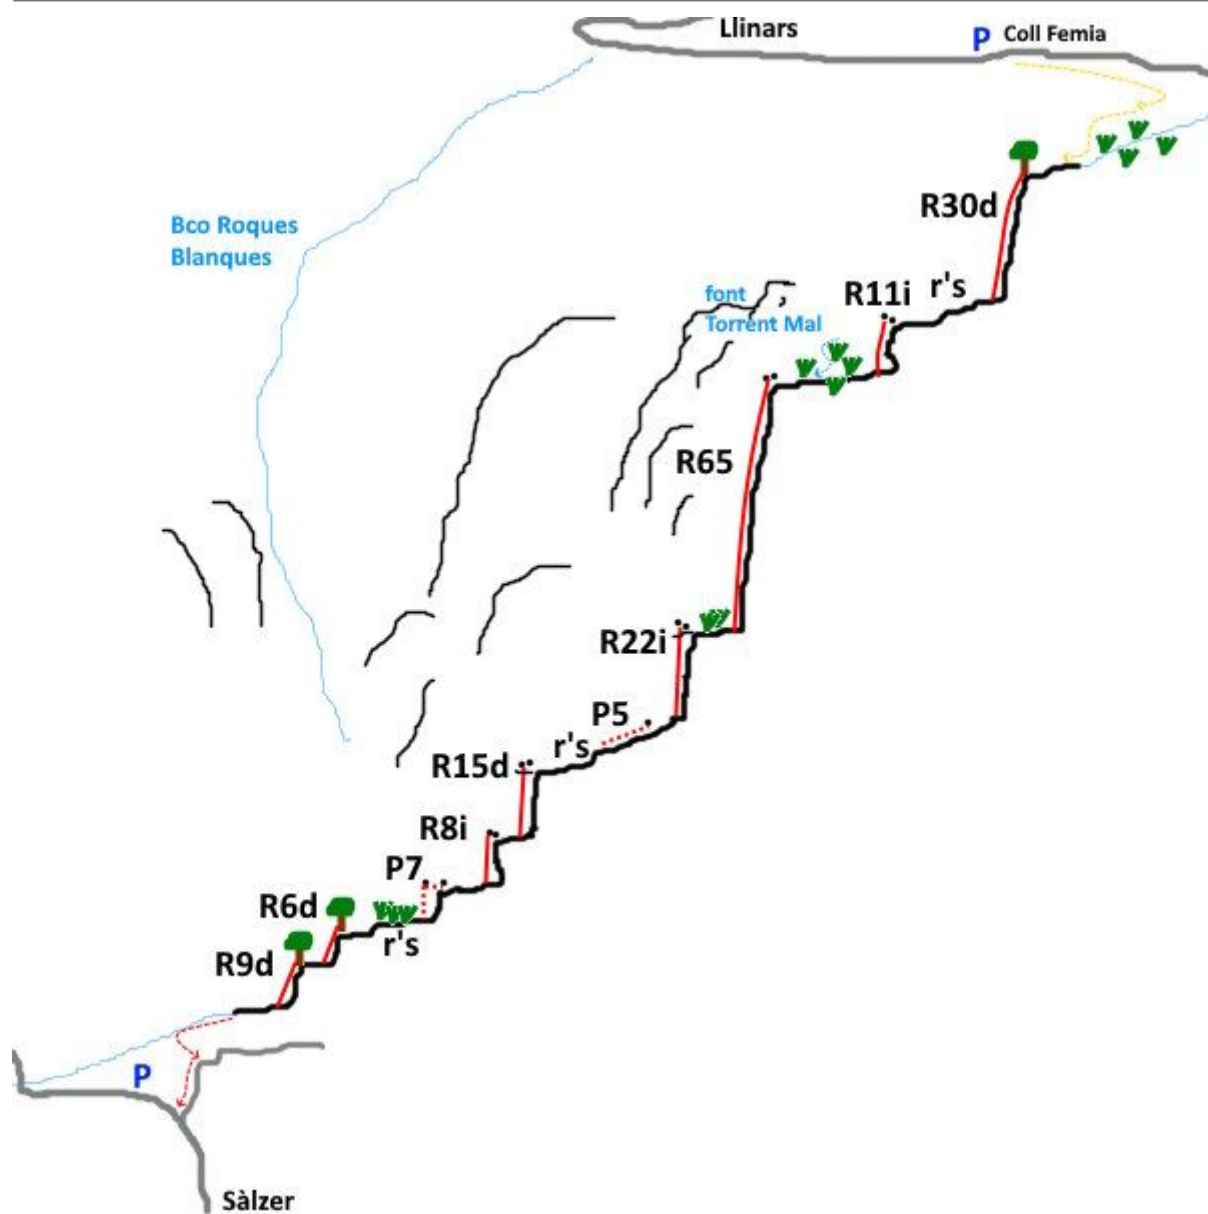 Llinars
P Coll Femia
R30d
Bco Roques
Blanques
r's
R11i
font
Torrent Mal
R65
R22i
P5
r's
R15d
R8i
P7
R6d
r's
R9d
P
Sàlzer